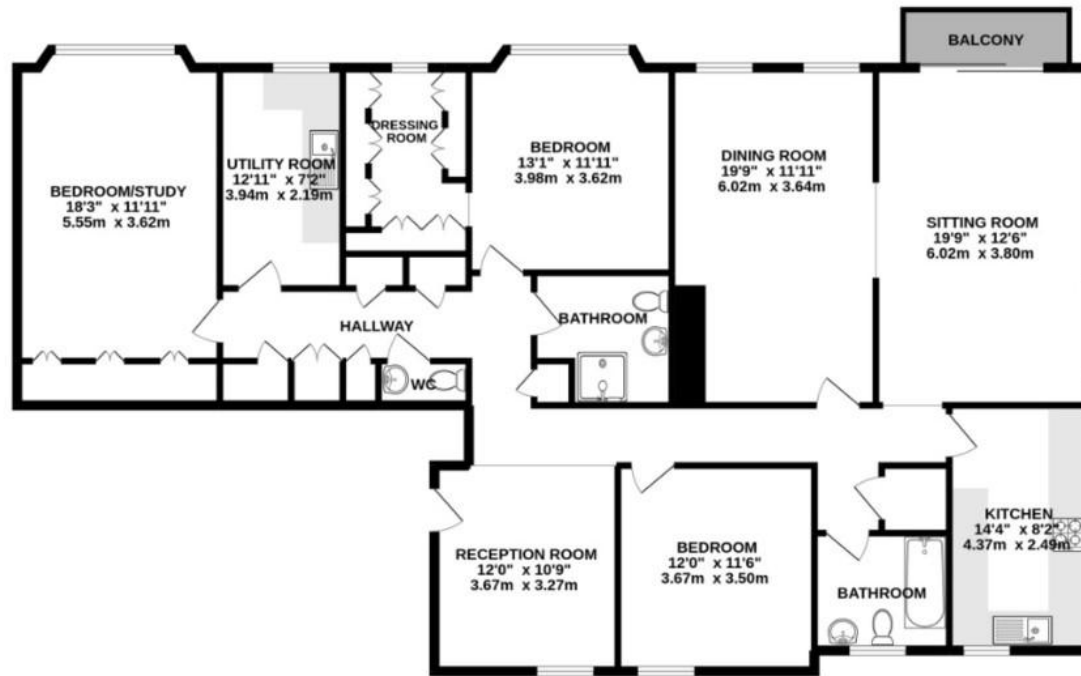 BALCONY
BEDROOM/STUDY
18'3" x 11'11"
5.55m x 3.62m
UTILITY ROOM
12'11" x 7'2"
3.94m x 2.19m
DRESSING
ROOM
BEDROOM
13'1" x 11'11"
3.98m x 3.62m
DINING ROOM
19'9" x 11'11"
6.02m x 3.64m
SITTING ROOM
19'9" x 12'6"
6.02m x 3.80m
HALLWAY
BATHROOM
WC
RECEPTION ROOM
12'0" x 10'9"
3.67m x 3.27m
BEDROOM
12'0" x 11'6"
3.67m x 3.50m
BATHROOM
KITCHEN
14'4" x 8'2"
4.37m x 2.49m